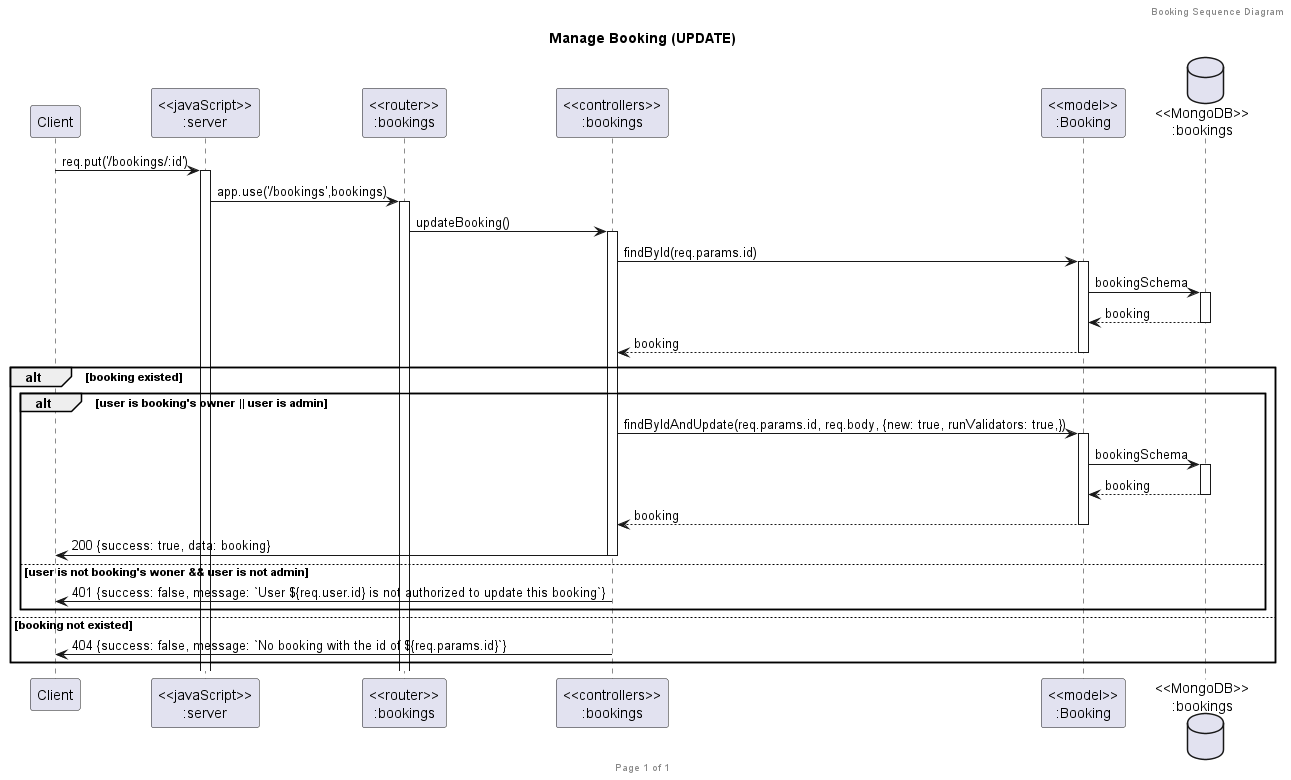 Booking Sequence Diagram
Manage Booking (UPDATE)
Client
<<javaScript>>
:server
<<router>>
:bookings
<<controllers>>
:bookings
<<model>>
:Booking
<<MongoDB>>
:bookings
req.put('/bookings/:id')
app.use('/bookings',bookings)
updateBooking()
findById(req.params.id)
bookingSchema
booking
booking
alt [booking existed]
alt [user is booking's owner || user is admin]
findByIdAndUpdate(req.params.id, req.body, {new: true, runValidators: true,})
bookingSchema
booking
booking
200 {success: true, data: booking}
[user is not booking's woner && user is not admin]
401 {success: false, message: `User ${req.user.id} is not authorized to update this booking`}
[booking not existed]
404 {success: false, message: `No booking with the id of ${req.params.id}`}
Client
<<javaScript>>
:server
<<router>>
:bookings
<<controllers>>
:bookings
<<model>>
:Booking
<<MongoDB>>
:bookings
Page 1 of 1